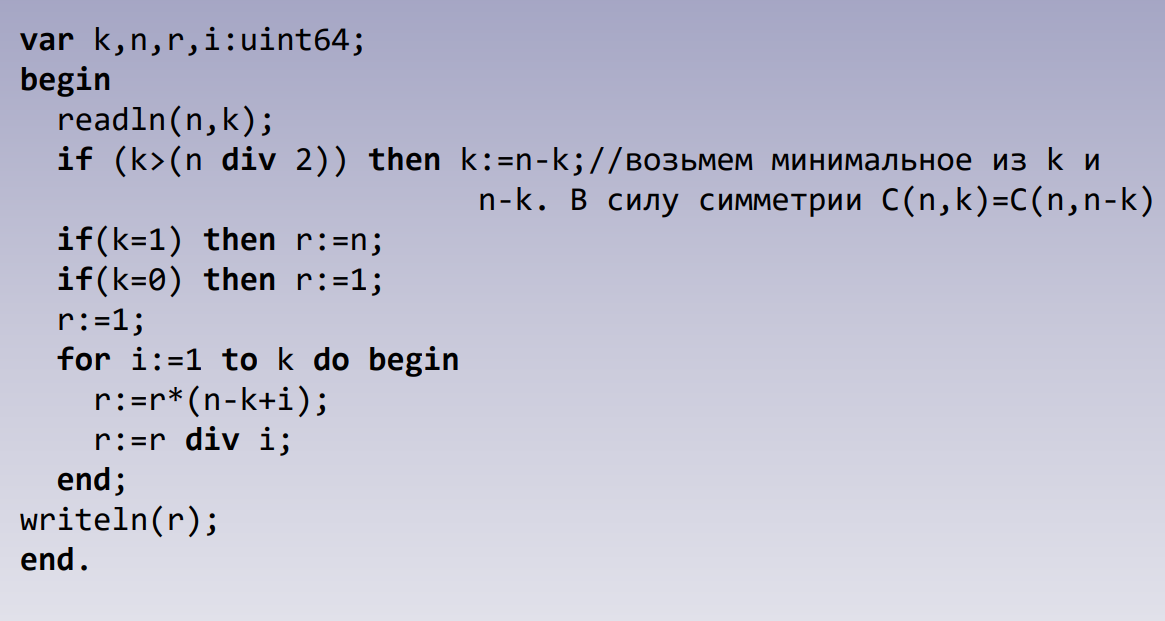 var k,n,r,i:uint64;
begin
readln(n,k);
if (k>(n div 2)) then k:=n-k;//возьмем минимальное из k и
n-k. В силу симметрии C(n,k)=C(n,n-k)
if(k=1) then r:=n;
if(k=0) then r:=1;
r:=1;
for i:=1 to k do begin
r:=r*(n-k+i);
r:=r div i;
end;
writeln(r);
end.